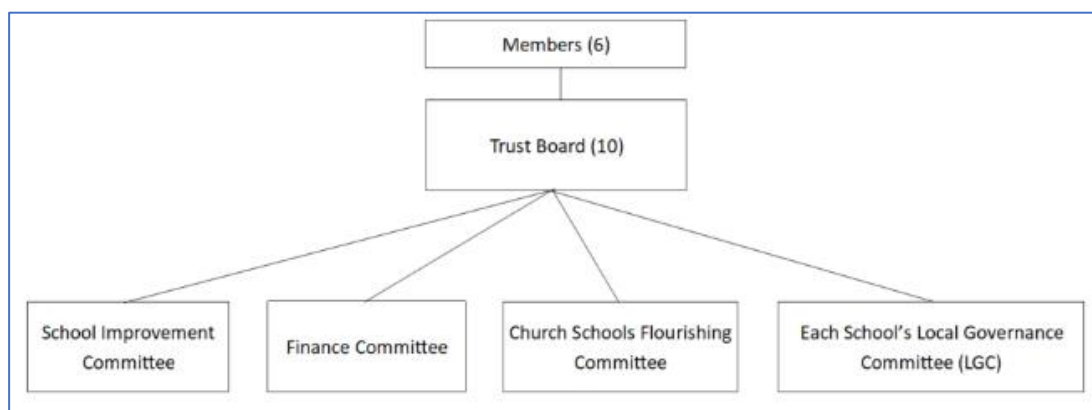 Members (6)
Trust Board (10)
School Improvement
Committee
Finance Committee
Church Schools Flourishing
Committee
Each School’s Local Governance
Committee (LGC)